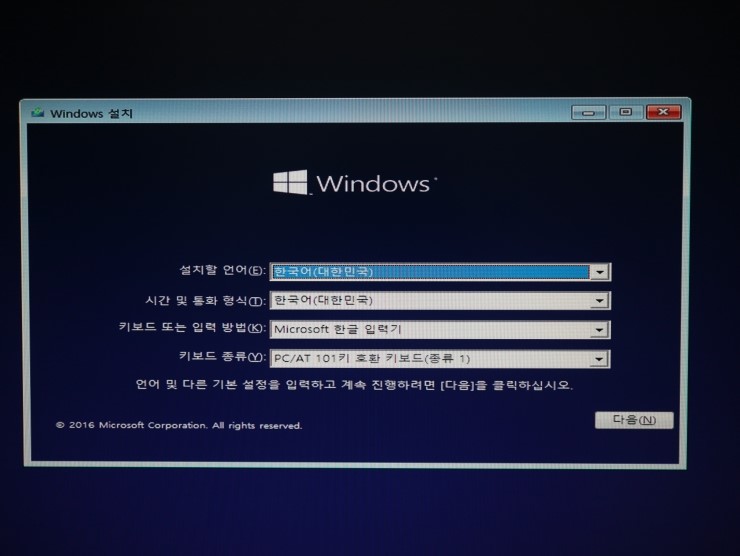 Windows 설치
Windows
설치할 언어(E): 한국어(대한민국)
시간 및 통화 형식(T): 한국어(대한민국)
키보드 또는 입력 방법(K): Microsoft 한글 입력기
키보드 종류(Y): PC/AT 101키 호환 키보드(종류 1)
언어 및 다른 기본 설정을 입력하고 계속 진행하려면 [다음]을 클릭하십시오.
© 2016 Microsoft Corporation. All rights reserved.
다음(N)